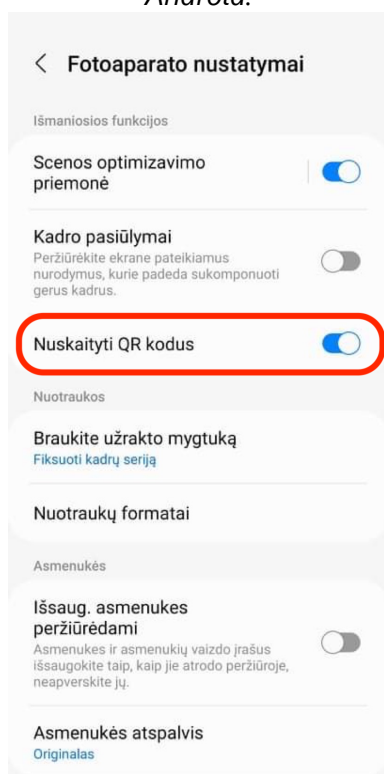 Android:
Fotoaparato nustatymai
Išmaniosios funkcijos
Scenos optimizavimo
priemonė
Kadro pasiūlymai
Peržiūrėkite ekrane pateikiamus
nurodymus, kurie padeda sukomponuoti
gerus kadrus.
Nuskaityti QR kodus
Nuotraukos
Braukite užrakto mygtuką
Fiksuoti kadrų seriją
Nuotraukų formatai
Asmenukės
Išsaug. asmenukes
peržiūrėdami
Asmenukes ir asmenukių vaizdo įrašus
išsaugokite taip, kaip jie atrodo peržiūroje,
neapverskite jų.
Asmenukės atspalvis
Originalas